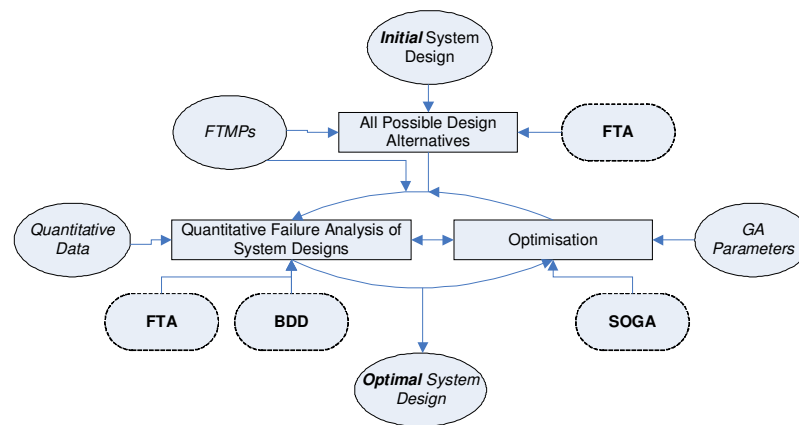 Initial System
Design
FTMPs
All Possible Design
Alternatives
FTA
Quantitative
Data
Quantitative Failure Analysis of
System Designs
Optimisation
GA
Parameters
FTA
BDD
SOGA
Optimal System
Design